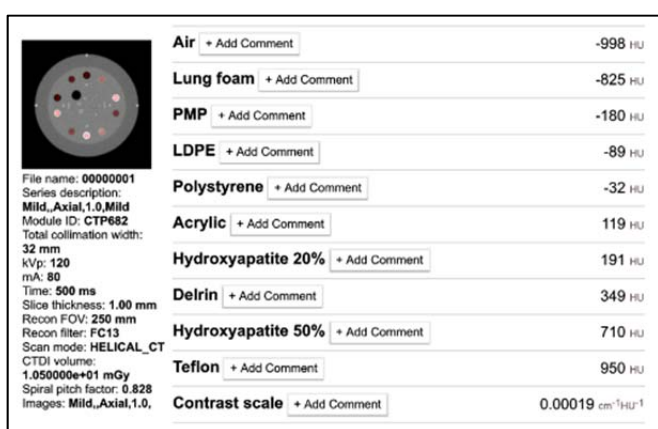 Air + Add Comment -998 HU
Lung foam + Add Comment -825 HU
PMP + Add Comment -180 HU
LDPE + Add Comment -89 HU
Polystyrene + Add Comment -32 HU
Acrylic + Add Comment 119 HU
Hydroxyapatite 20% + Add Comment 191 HU
Delrin + Add Comment 349 HU
Hydroxyapatite 50% + Add Comment 710 HU
Teflon + Add Comment 950 HU
Contrast scale + Add Comment 0.00019 cm⁻¹HU⁻¹
File name: 00000001
Series description:
Mild,,Axial,1.0,Mild
Module ID: CTP682
Total collimation width:
32 mm
kVp: 120
mA: 80
Time: 500 ms
Slice thickness: 1.00 mm
Recon FOV: 250 mm
Recon filter: FC13
Scan mode: HELICAL_CT
CTDI volume:
1.050000e+01 mGy
Spiral pitch factor: 0.828
Images: Mild,,Axial,1.0,